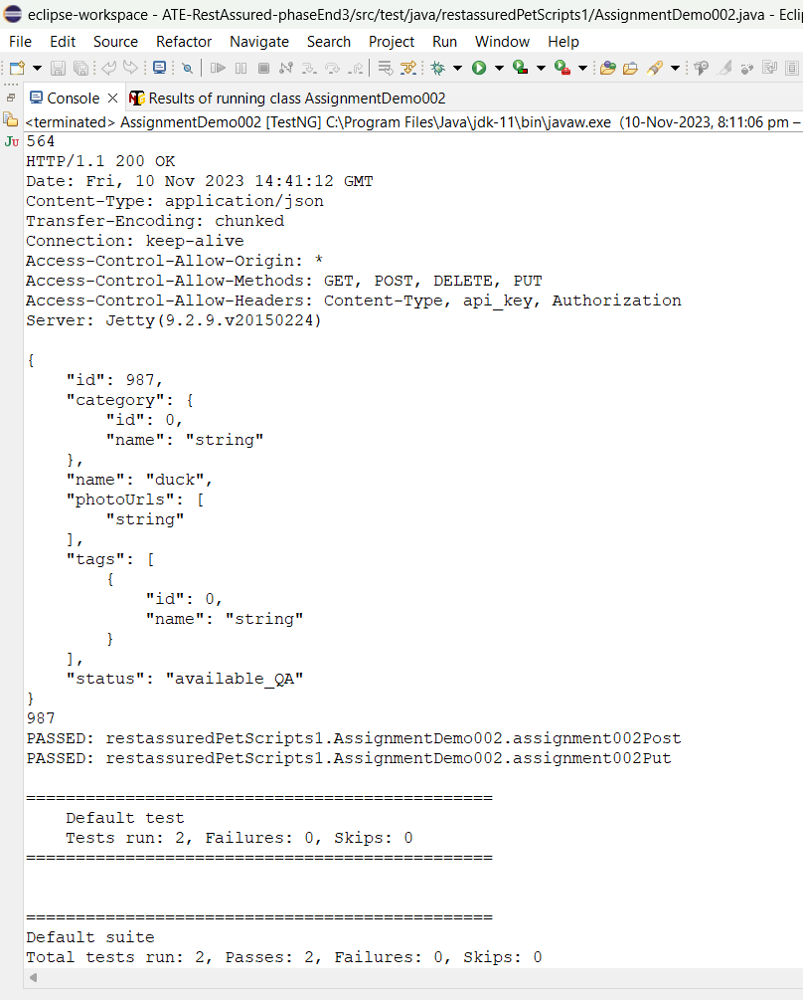 eclipse-workspace - ATE-RestAssured-phaseEnd3/src/test/java/restassuredPetScripts1/AssignmentDemo002.java - Ecli
File Edit Source Refactor Navigate Search Project Run Window Help
Console Results of running class AssignmentDemo002
<terminated> AssignmentDemo002 [TestNG] C:\Program Files\Java\jdk-11\bin\javaw.exe (10-Nov-2023, 8:11:06 pm –
Ju
564
HTTP/1.1 200 OK
Date: Fri, 10 Nov 2023 14:41:12 GMT
Content-Type: application/json
Transfer-Encoding: chunked
Connection: keep-alive
Access-Control-Allow-Origin: *
Access-Control-Allow-Methods: GET, POST, DELETE, PUT
Access-Control-Allow-Headers: Content-Type, api_key, Authorization
Server: Jetty(9.2.9.v20150224)
{
    "id": 987,
    "category": {
        "id": 0,
        "name": "string"
    },
    "name": "duck",
    "photoUrls": [
        "string"
    ],
    "tags": [
        {
            "id": 0,
            "name": "string"
        }
    ],
    "status": "available_QA"
}
987
PASSED: restassuredPetScripts1.AssignmentDemo002.assignment002Post
PASSED: restassuredPetScripts1.AssignmentDemo002.assignment002Put
===============================================
    Default test
    Tests run: 2, Failures: 0, Skips: 0
===============================================
===============================================
Default suite
Total tests run: 2, Passes: 2, Failures: 0, Skips: 0